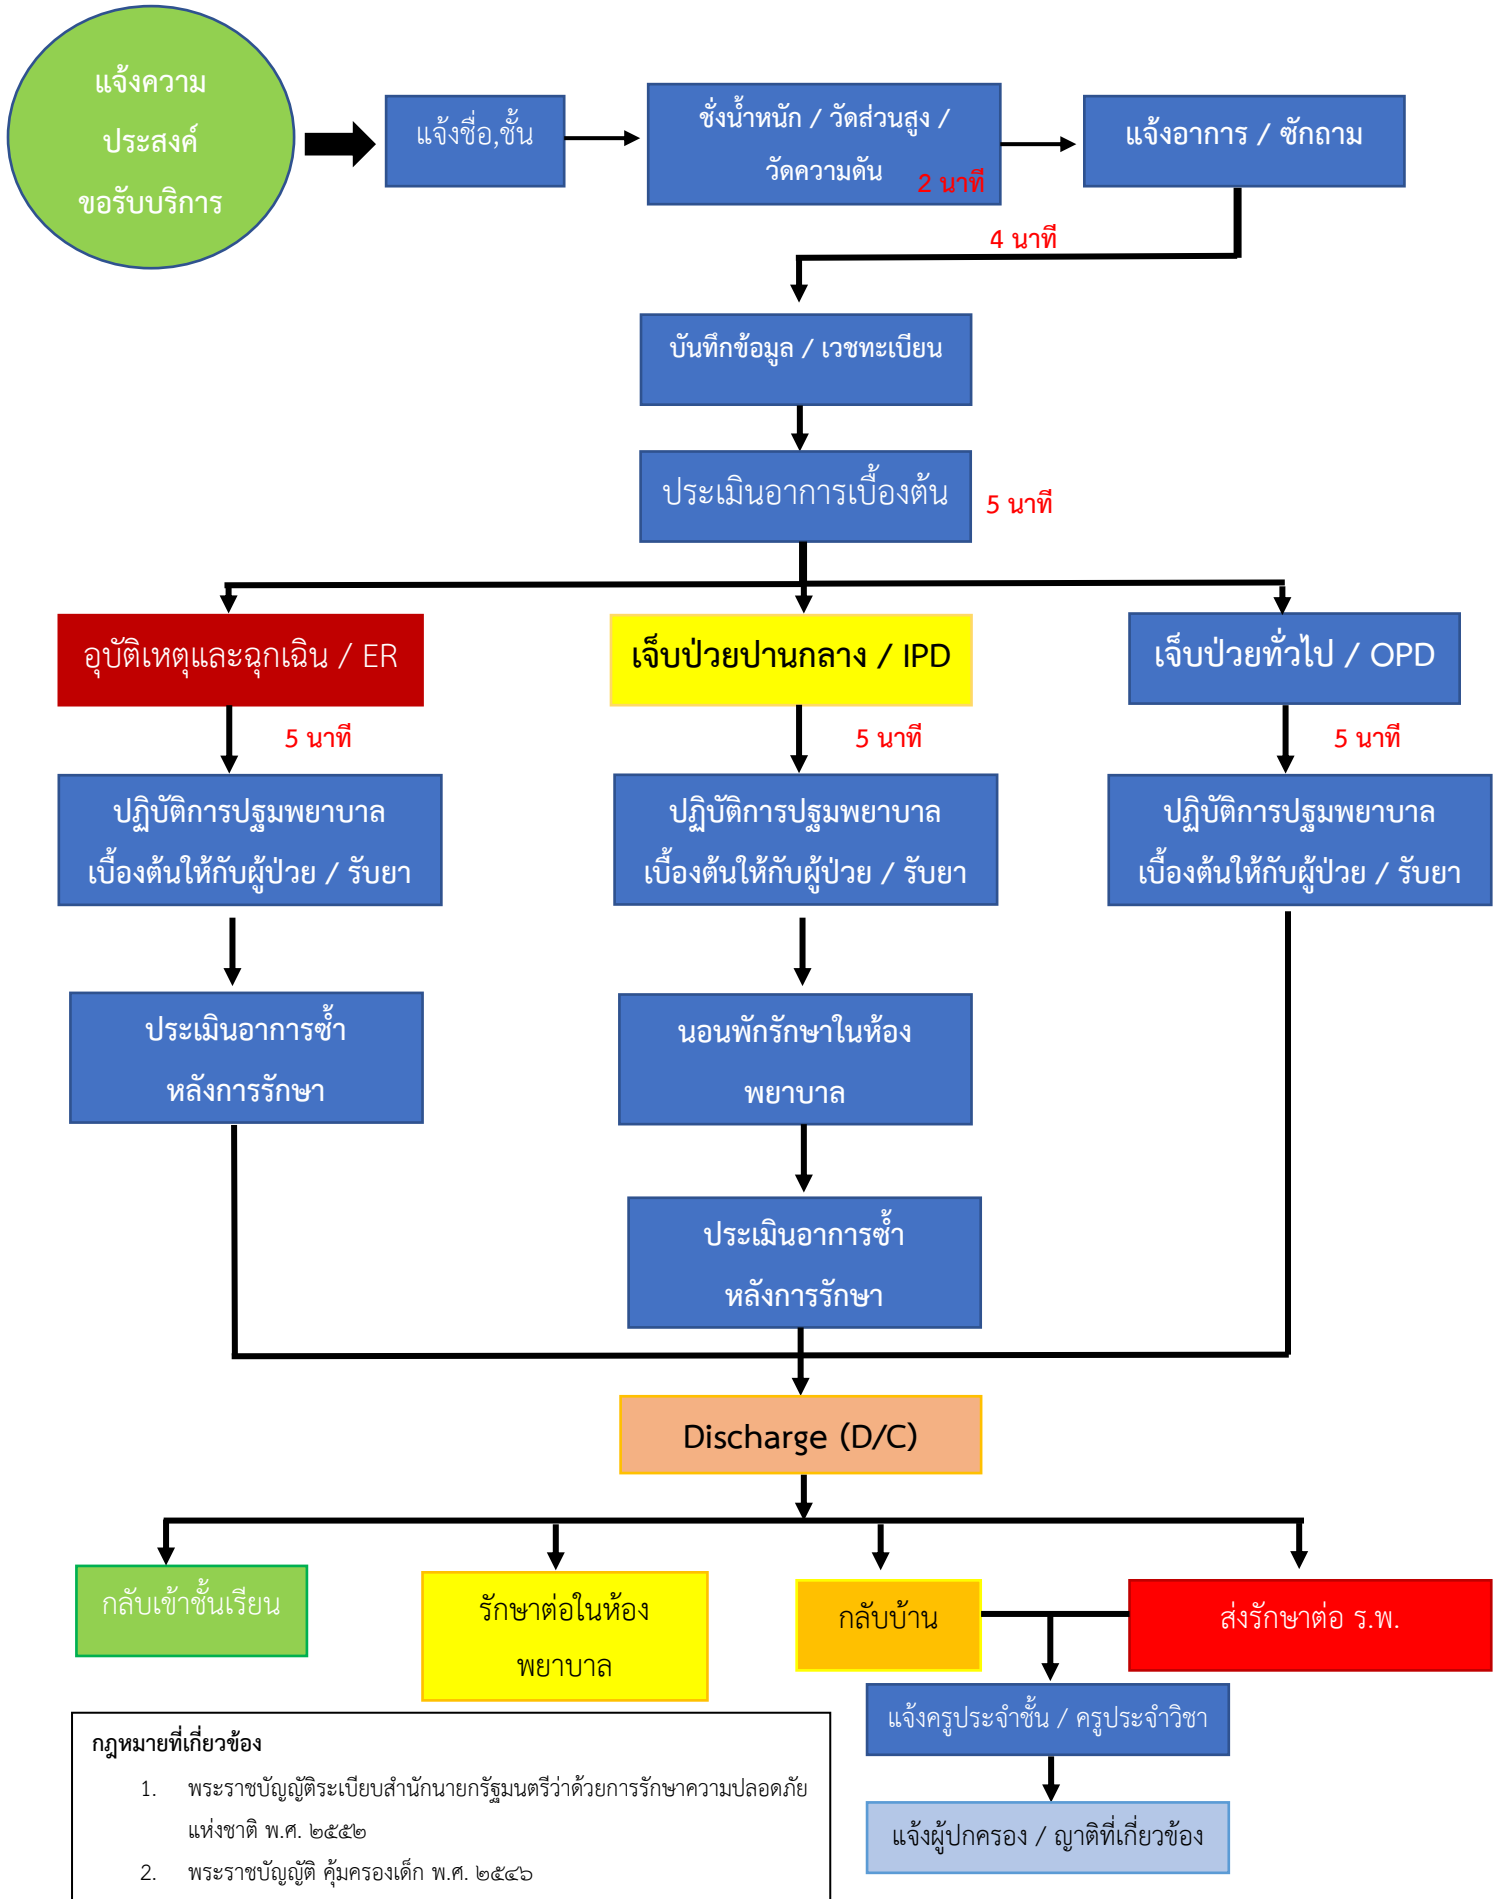 แจ้งความ
ประสงค์
ขอรับบริการ
แจ้งชื่อ,ชั้น
ชั่งน้ำหนัก / วัดส่วนสูง /
วัดความดัน
2 นาที
แจ้งอาการ / ซักถาม
4 นาที
บันทึกข้อมูล / เวชทะเบียน
ประเมินอาการเบื้องต้น
5 นาที
อุบัติเหตุและฉุกเฉิน / ER
เจ็บป่วยปานกลาง / IPD
เจ็บป่วยทั่วไป / OPD
5 นาที
5 นาที
5 นาที
ปฏิบัติการปฐมพยาบาล
เบื้องต้นให้กับผู้ป่วย / รับยา
ปฏิบัติการปฐมพยาบาล
เบื้องต้นให้กับผู้ป่วย / รับยา
ปฏิบัติการปฐมพยาบาล
เบื้องต้นให้กับผู้ป่วย / รับยา
ประเมินอาการซ้ำ
หลังการรักษา
นอนพักรักษาในห้อง
พยาบาล
ประเมินอาการซ้ำ
หลังการรักษา
Discharge (D/C)
กลับเข้าชั้นเรียน
รักษาต่อในห้อง
พยาบาล
กลับบ้าน
ส่งรักษาต่อ ร.พ.
แจ้งครูประจำชั้น / ครูประจำวิชา
แจ้งผู้ปกครอง / ญาติที่เกี่ยวข้อง
กฎหมายที่เกี่ยวข้อง
1. พระราชบัญญัติระเบียบสำนักนายกรัฐมนตรีว่าด้วยการรักษาความปลอดภัย
แห่งชาติ พ.ศ. ๒๕๕๒
2. พระราชบัญญัติ คุ้มครองเด็ก พ.ศ. ๒๕๔๖